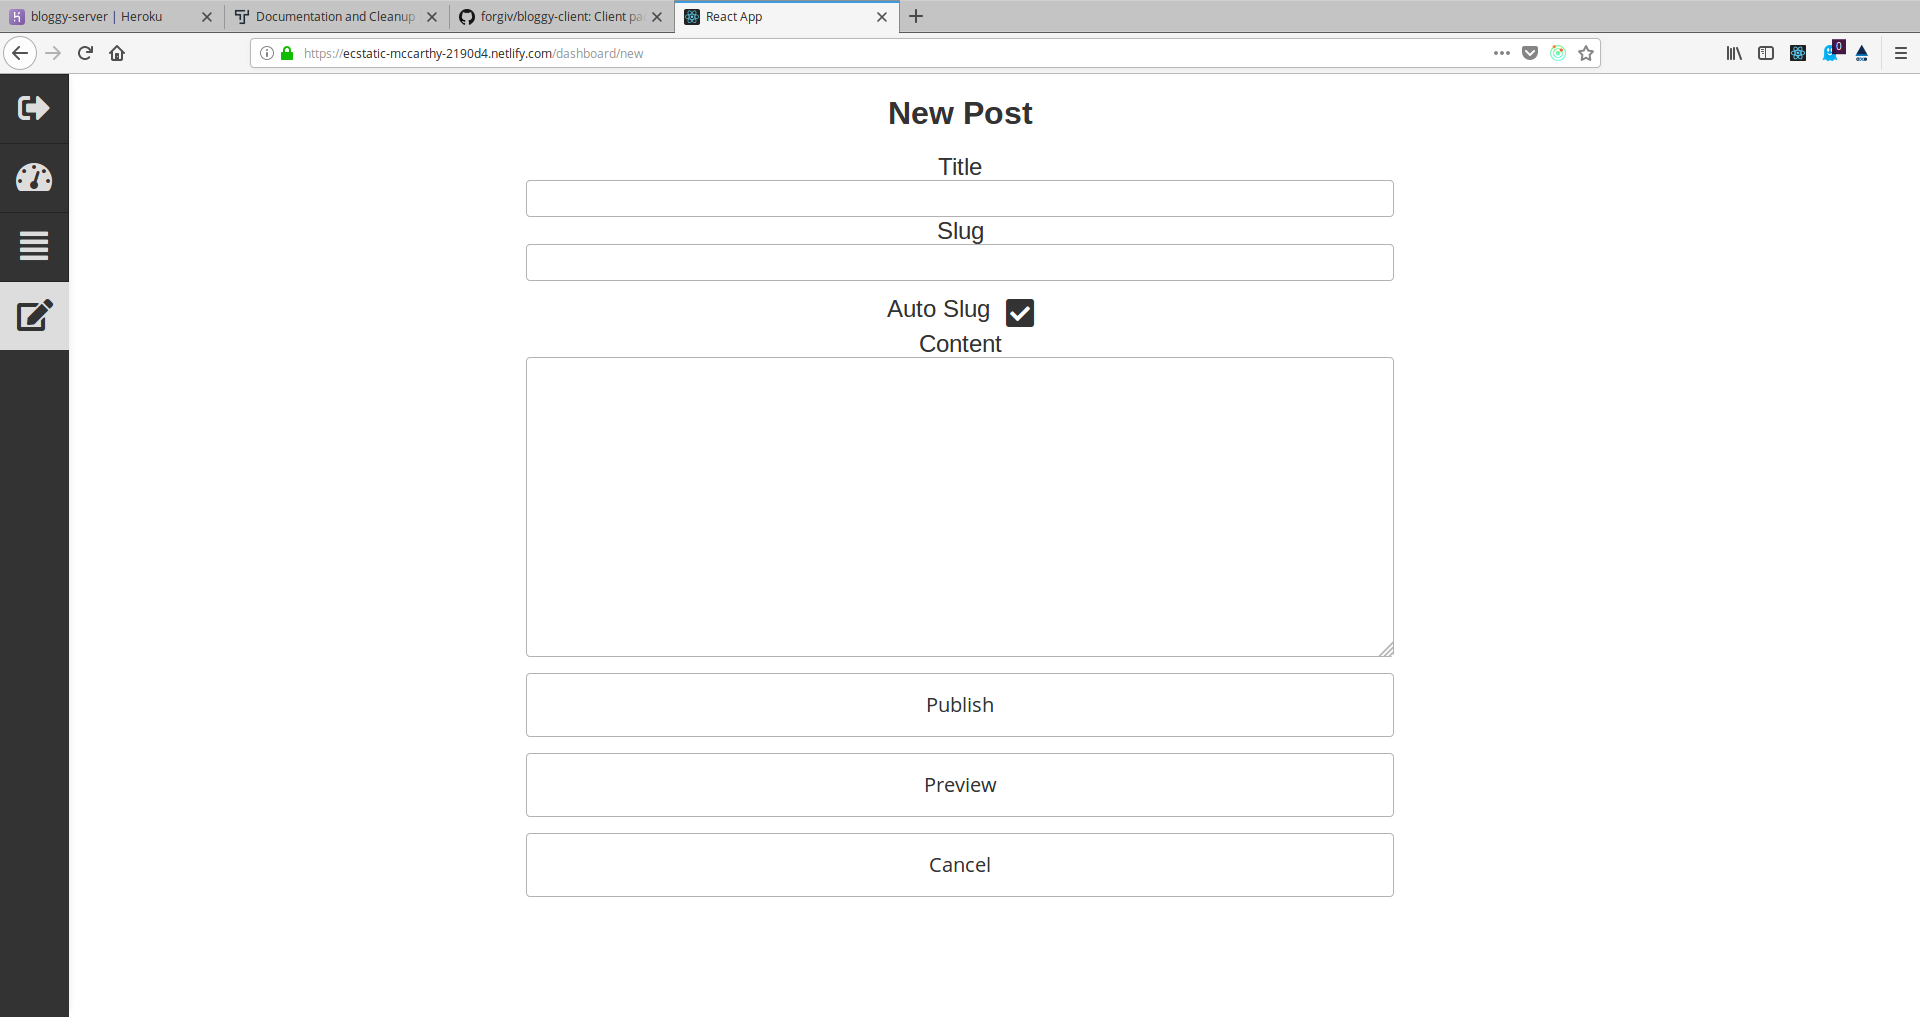 bloggy-server | Heroku
Documentation and Cleanup
forgiv/bloggy-client: Client pa
React App
https://ecstatic-mccarthy-2190d4.netlify.com/dashboard/new
0
New Post
Title
Slug
Auto Slug
Content
Publish
Preview
Cancel